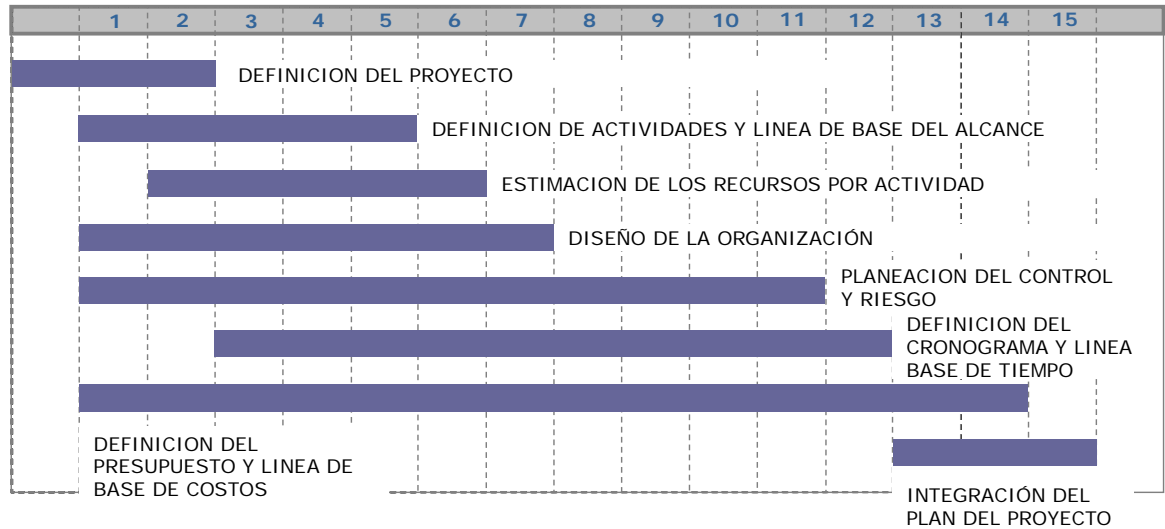 1 2 3 4 5 6 7 8 9 10 11 12 13 14 15
DEFINICION DEL PROYECTO
DEFINICION DE ACTIVIDADES Y LINEA DE BASE DEL ALCANCE
ESTIMACION DE LOS RECURSOS POR ACTIVIDAD
DISEÑO DE LA ORGANIZACIÓN
PLANEACION DEL CONTROL
Y RIESGO
DEFINICION DEL
CRONOGRAMA Y LINEA
BASE DE TIEMPO
DEFINICION DEL
PRESUPUESTO Y LINEA DE
BASE DE COSTOS
INTEGRACIÓN DEL
PLAN DEL PROYECTO